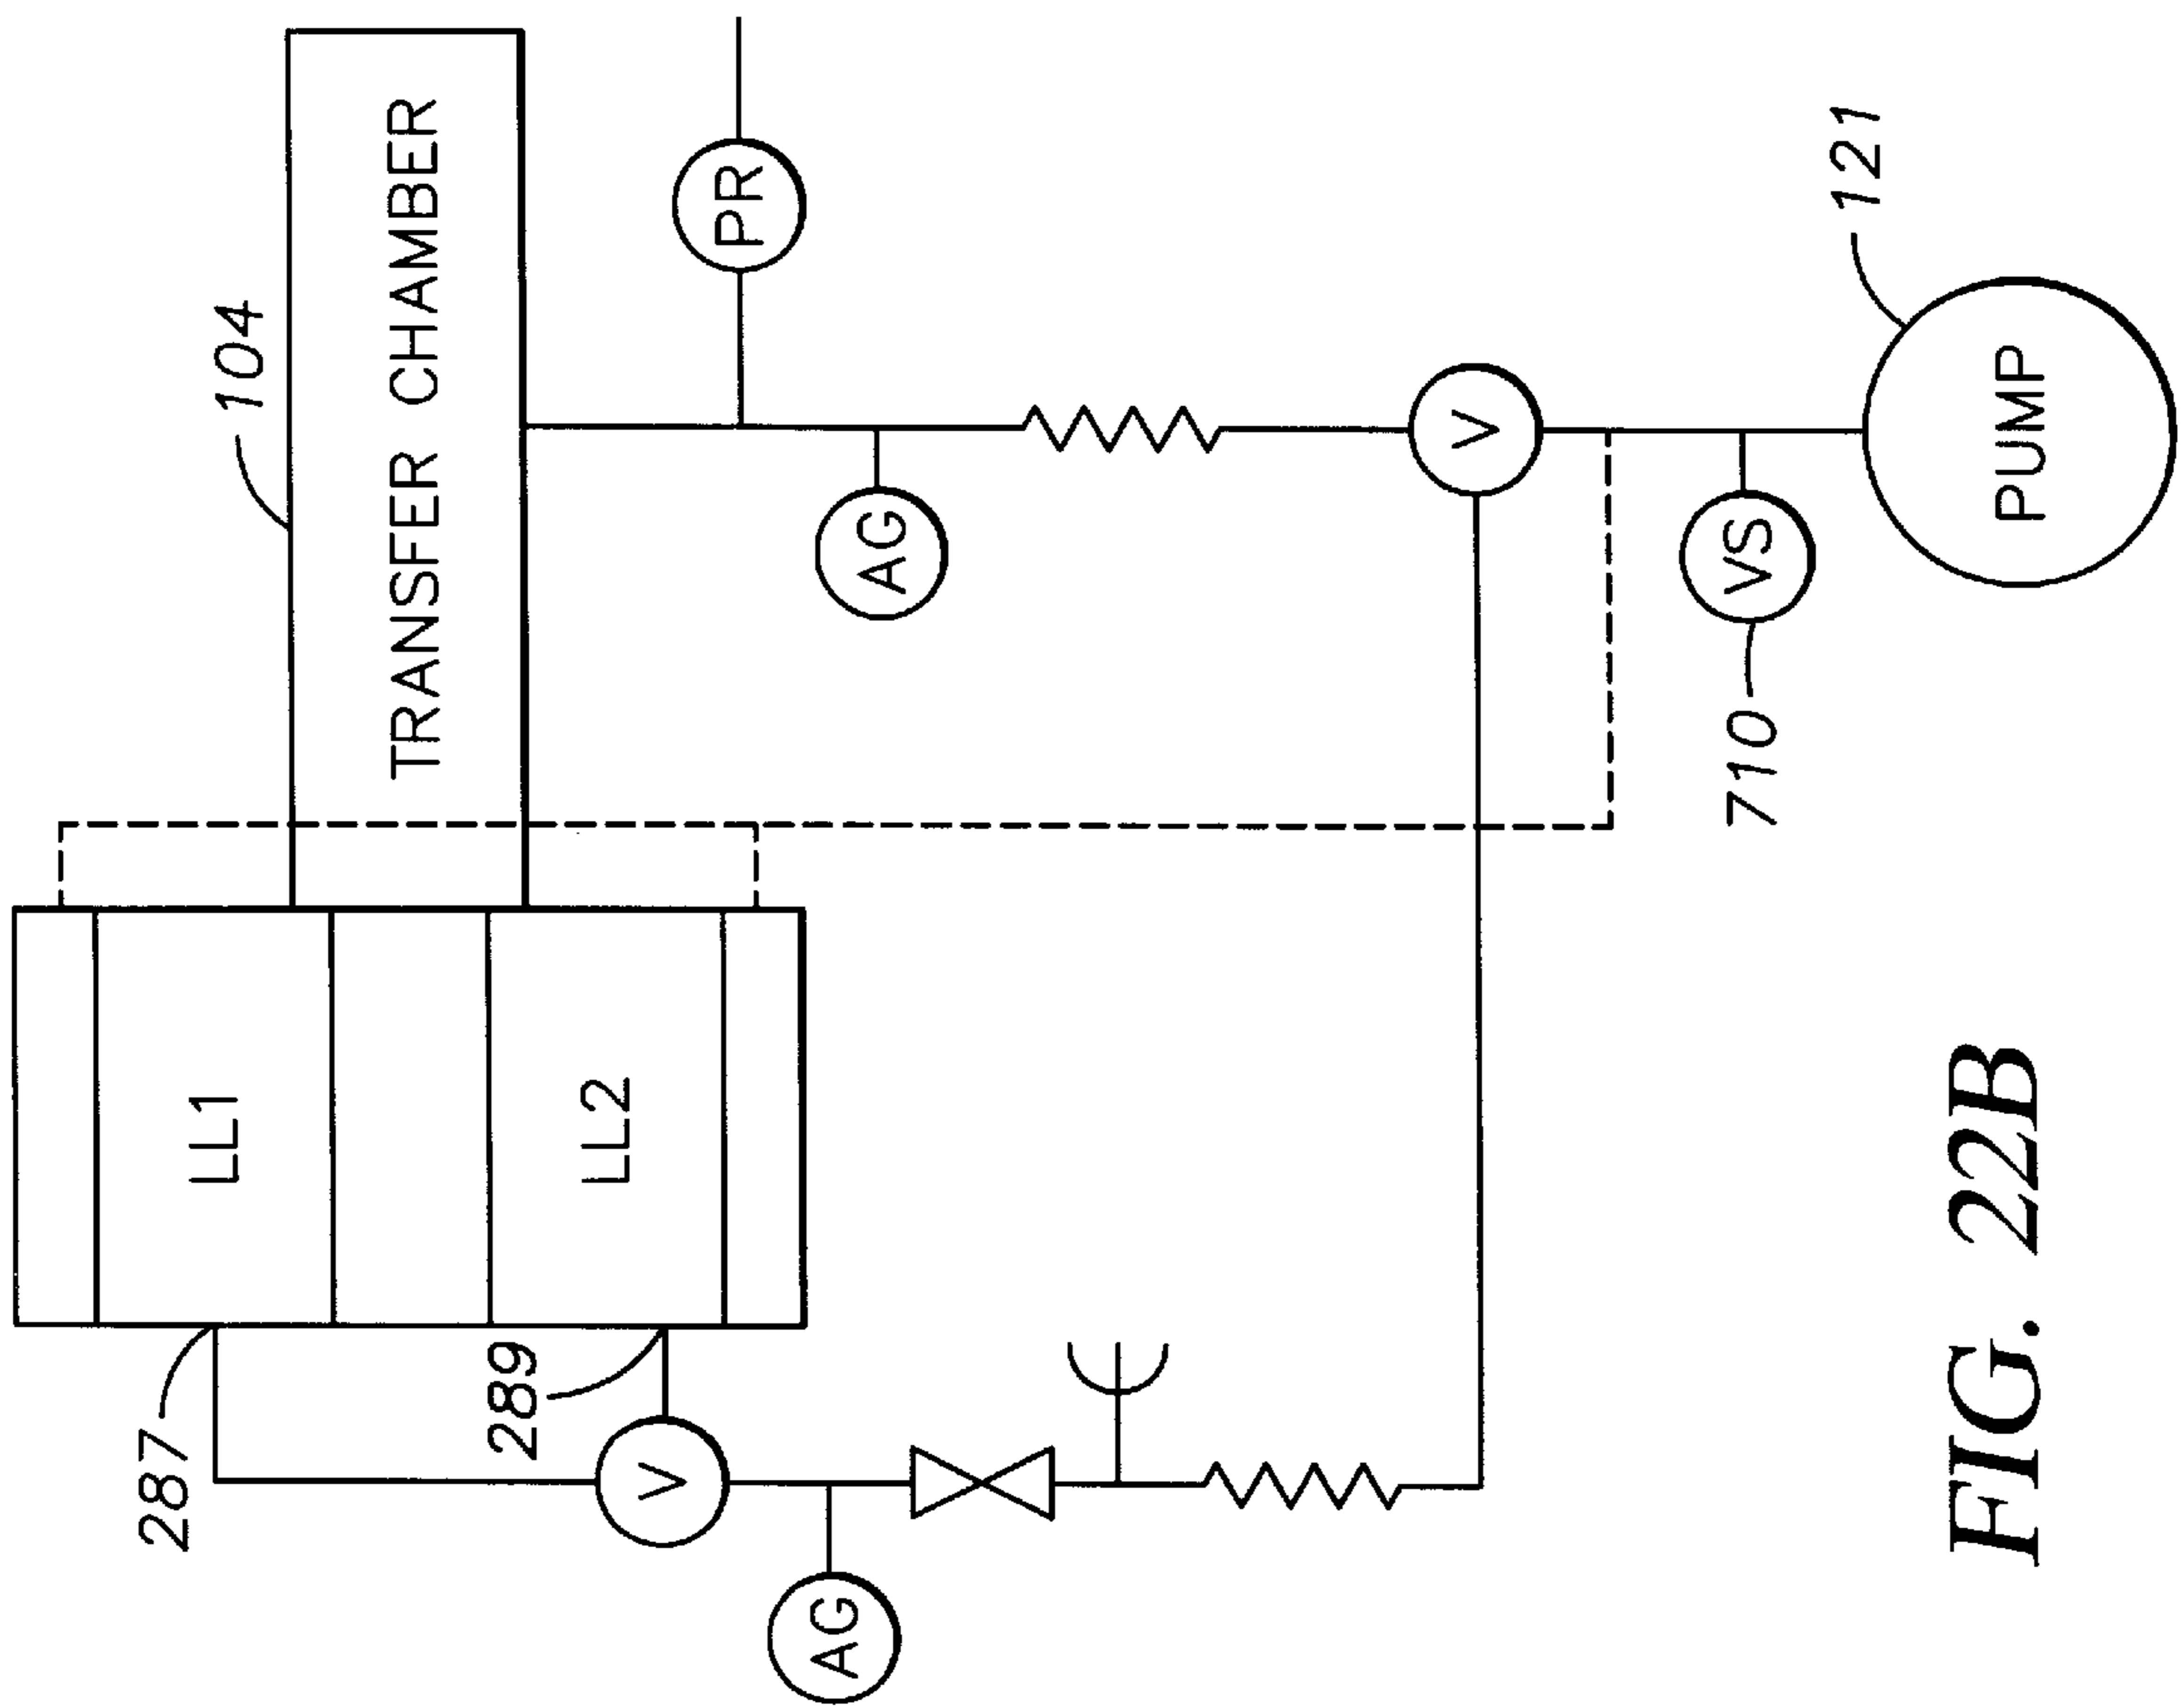 104
TRANSFER CHAMBER
PR
AG
V
VS
710
121
PUMP
LL1
LL2
287
289
V
AG
FIG. 22B